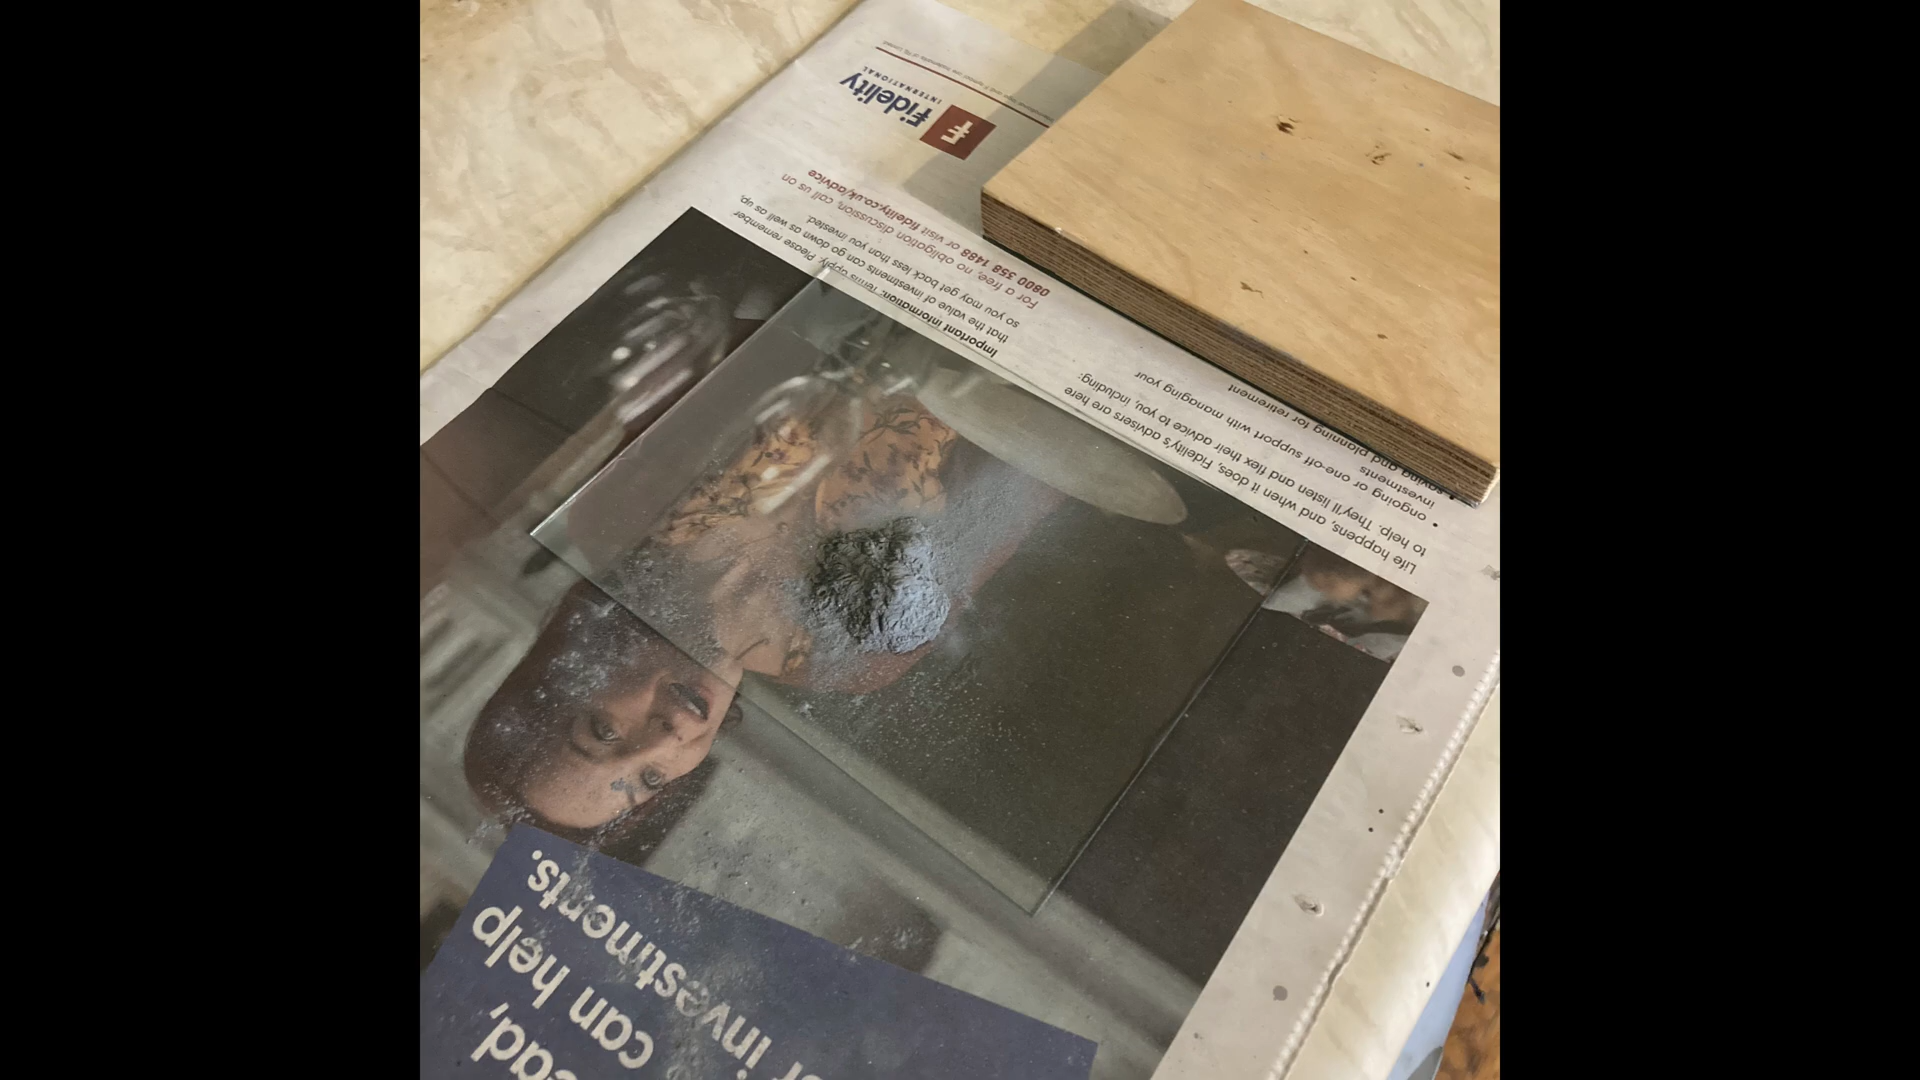 ead,
can help
r investments.
Life happens, and when it does, Fidelity's advisers are here
to help. They'll listen and flex their advice to you, including:
• ongoing or one-off support with managing your
investments
• saving and planning for retirement
Important information. Terms apply. Please remember
that the value of investments can go down as well as up,
so you may get back less than you invested.
For a free, no obligation discussion, call us on
0800 358 1488 or visit fidelity.co.uk/advice
Fidelity
INTERNATIONAL